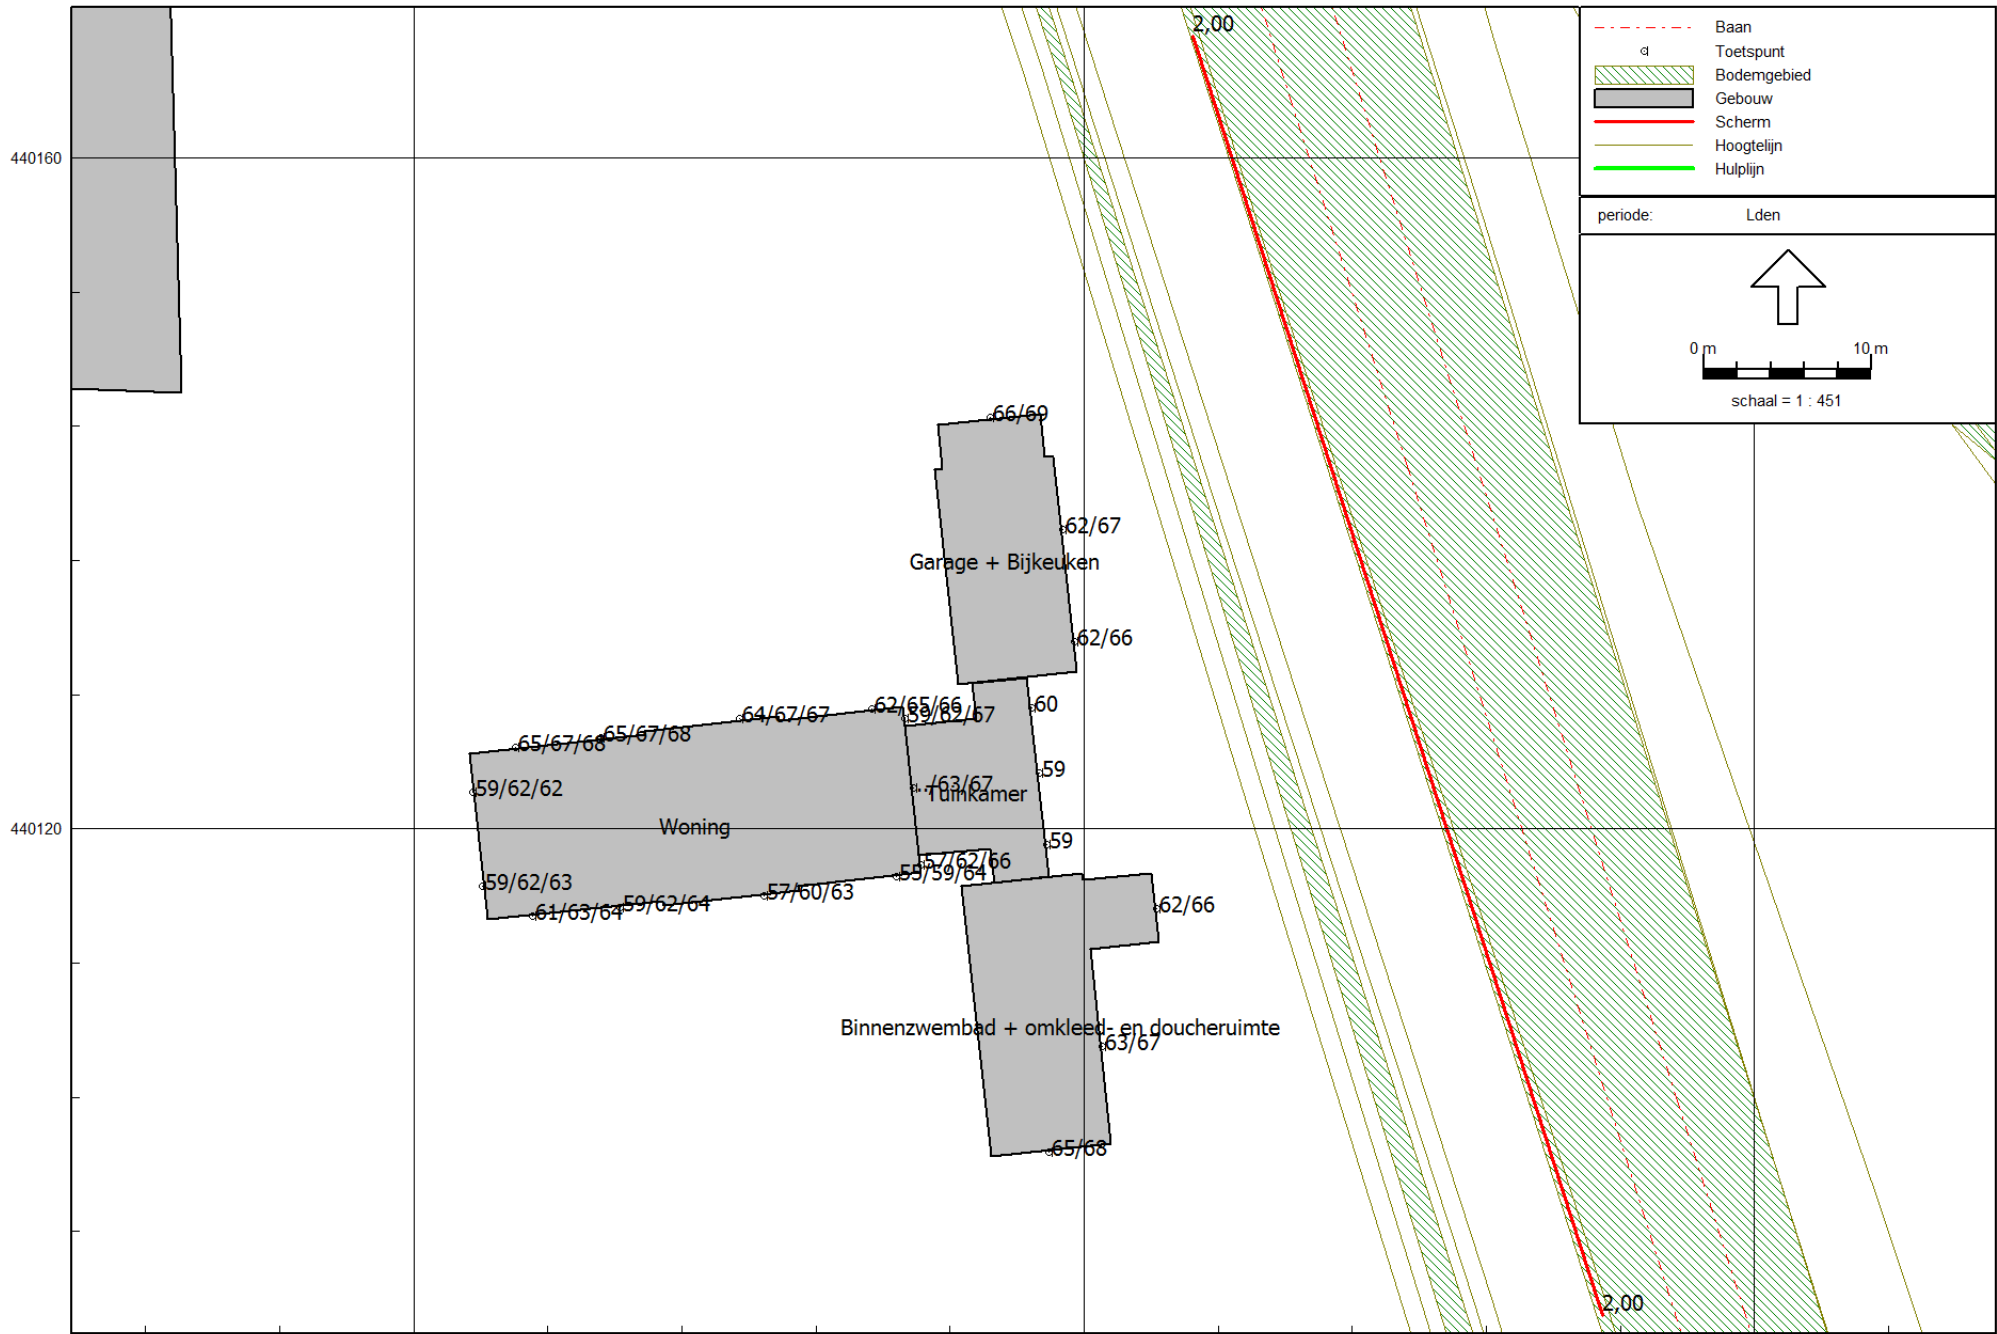 2,00
Baan
Toetspunt
Bodemgebied
Gebouw
Scherm
Hoogtelijn
Hulplijn
periode: Lden
0 m 10 m
schaal = 1 : 451
440160
66/69
62/67
Garage + Bijkeuken
62/66
60
62/65/66
59/62/67
64/67/67
65/67/68
65/67/68
59
59/62/62
../63/67
Tuinkamer
Woning
440120
59
57/62/66
55/59/64
57/60/63
59/62/63
59/62/64
61/63/64
62/66
Binnenzwembad + omkleed- en doucheruimte
63/67
65/68
2,00